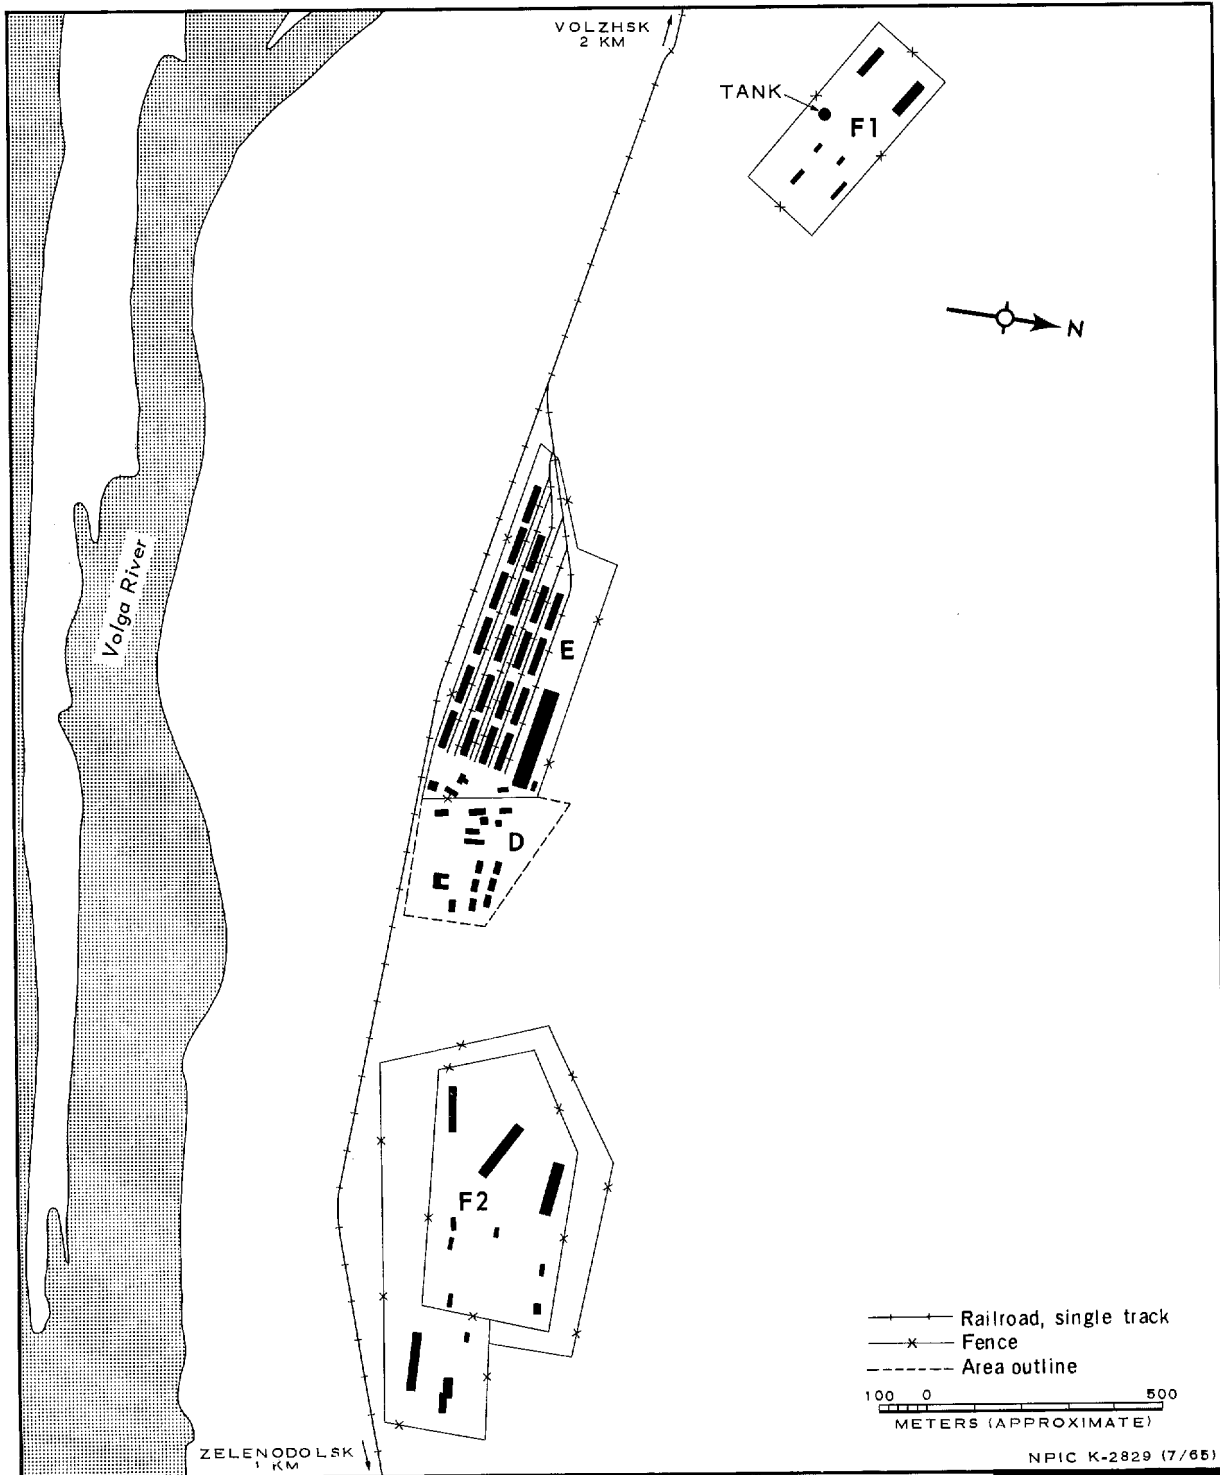 VOLZHSK
2 KM
TANK
F1
N
Volga River
E
D
F2
Railroad, single track
Fence
Area outline
100 0 500
METERS (APPROXIMATE)
ZELENODOLSK
1 KM
NPIC K-2829 (7/65)